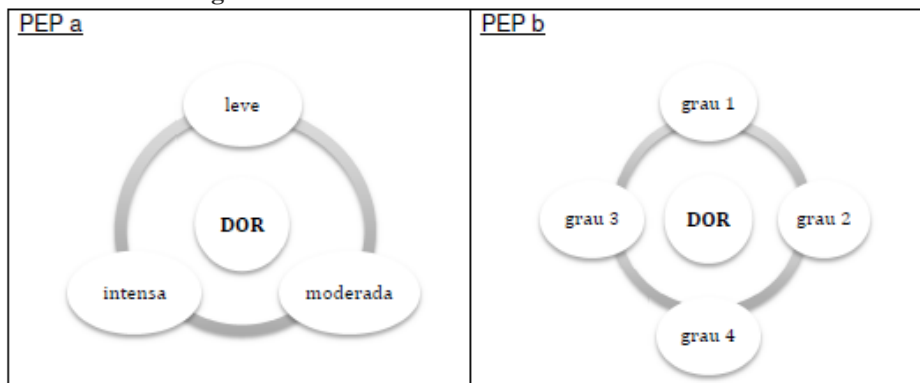 PEP a
leve
DOR
intensa
moderada
PEP b
grau 1
grau 3
DOR
grau 2
grau 4